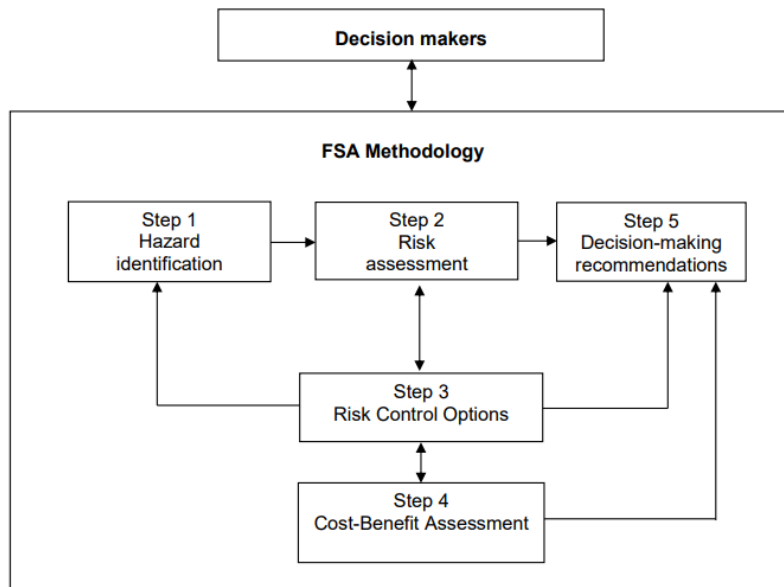 Decision makers
FSA Methodology
Step 1
Hazard
identification
Step 2
Risk
assessment
Step 5
Decision-making
recommendations
Step 3
Risk Control Options
Step 4
Cost-Benefit Assessment